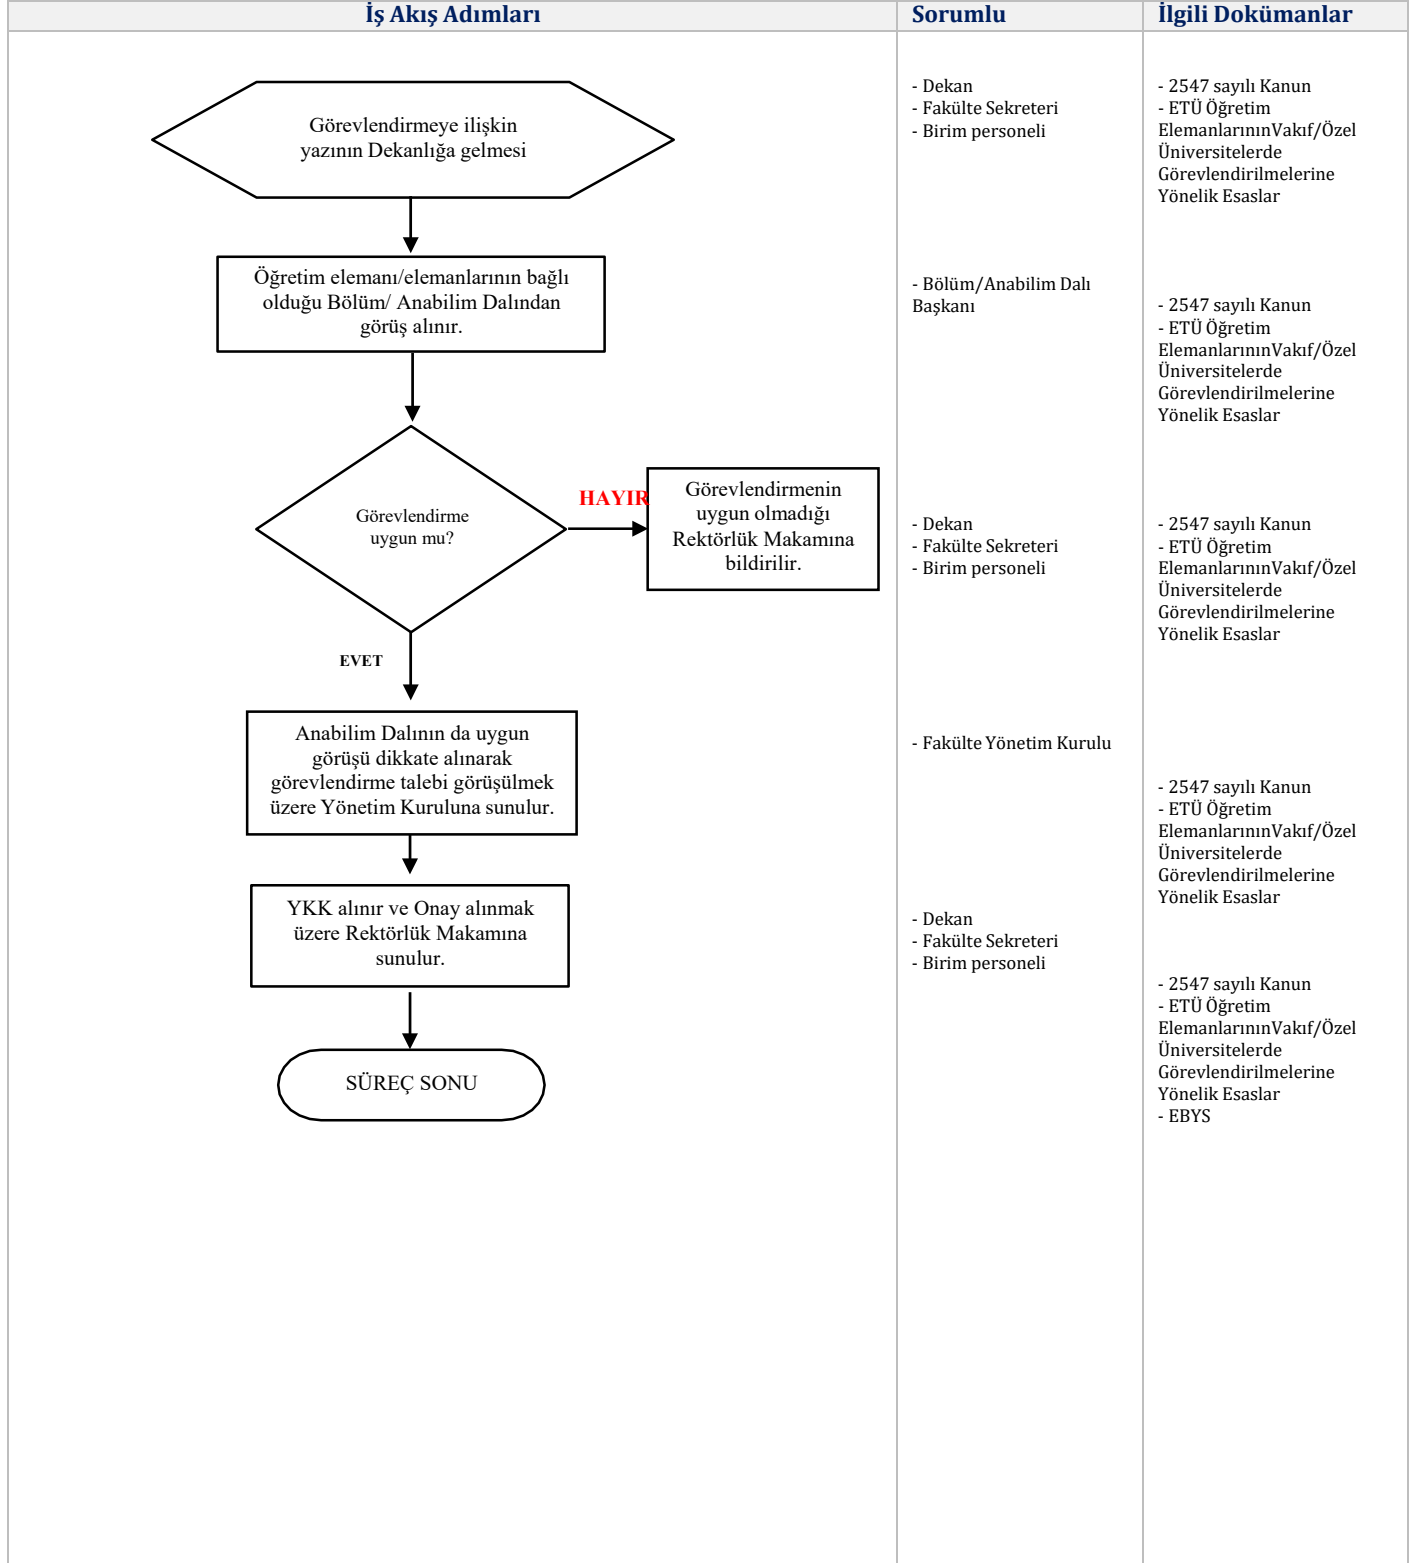 İş Akış Adımları
Sorumlu
İlgili Dokümanlar
Görevlendirmeye ilişkin
yazının Dekanlığa gelmesi
- Dekan
- Fakülte Sekreteri
- Birim personeli
- 2547 sayılı Kanun
- ETÜ Öğretim
ElemanlarınınVakıf/Özel
Üniversitelerde
Görevlendirilmelerine
Yönelik Esaslar
Öğretim elemanı/elemanlarının bağlı
olduğu Bölüm/ Anabilim Dalından
görüş alınır.
- Bölüm/Anabilim Dalı
Başkanı
- 2547 sayılı Kanun
- ETÜ Öğretim
ElemanlarınınVakıf/Özel
Üniversitelerde
Görevlendirilmelerine
Yönelik Esaslar
Görevlendirme
uygun mu?
HAYIR
Görevlendirmenin
uygun olmadığı
Rektörlük Makamına
bildirilir.
- Dekan
- Fakülte Sekreteri
- Birim personeli
- 2547 sayılı Kanun
- ETÜ Öğretim
ElemanlarınınVakıf/Özel
Üniversitelerde
Görevlendirilmelerine
Yönelik Esaslar
EVET
Anabilim Dalının da uygun
görüşü dikkate alınarak
görevlendirme talebi görüşülmek
üzere Yönetim Kuruluna sunulur.
- Fakülte Yönetim Kurulu
- 2547 sayılı Kanun
- ETÜ Öğretim
ElemanlarınınVakıf/Özel
Üniversitelerde
Görevlendirilmelerine
Yönelik Esaslar
YKK alınır ve Onay alınmak
üzere Rektörlük Makamına
sunulur.
- Dekan
- Fakülte Sekreteri
- Birim personeli
- 2547 sayılı Kanun
- ETÜ Öğretim
ElemanlarınınVakıf/Özel
Üniversitelerde
Görevlendirilmelerine
Yönelik Esaslar
- EBYS
SÜREÇ SONU